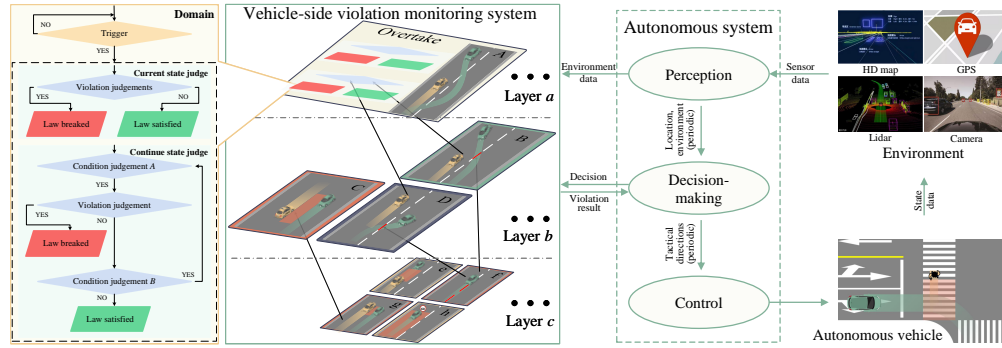 Domain
NO
Trigger
YES
Current state judge
Violation judgements
YES
NO
Law breaked
Law satisfied
Continue state judge
Condition judgement A
YES
Violation judgement
YES
NO
Law breaked
Condition judgement B
YES
NO
Law satisfied
Vehicle-side violation monitoring system
Overtake
A
Layer a
B
C
D
Layer b
e
f
g
h
Layer c
Environment
data
Decision
Violation
result
Autonomous system
Perception
Location,
environment
(periodic)
Decision-
making
Tactical
directions
(periodic)
Control
Sensor
data
HD map
GPS
Lidar
Camera
Environment
State
data
Autonomous vehicle